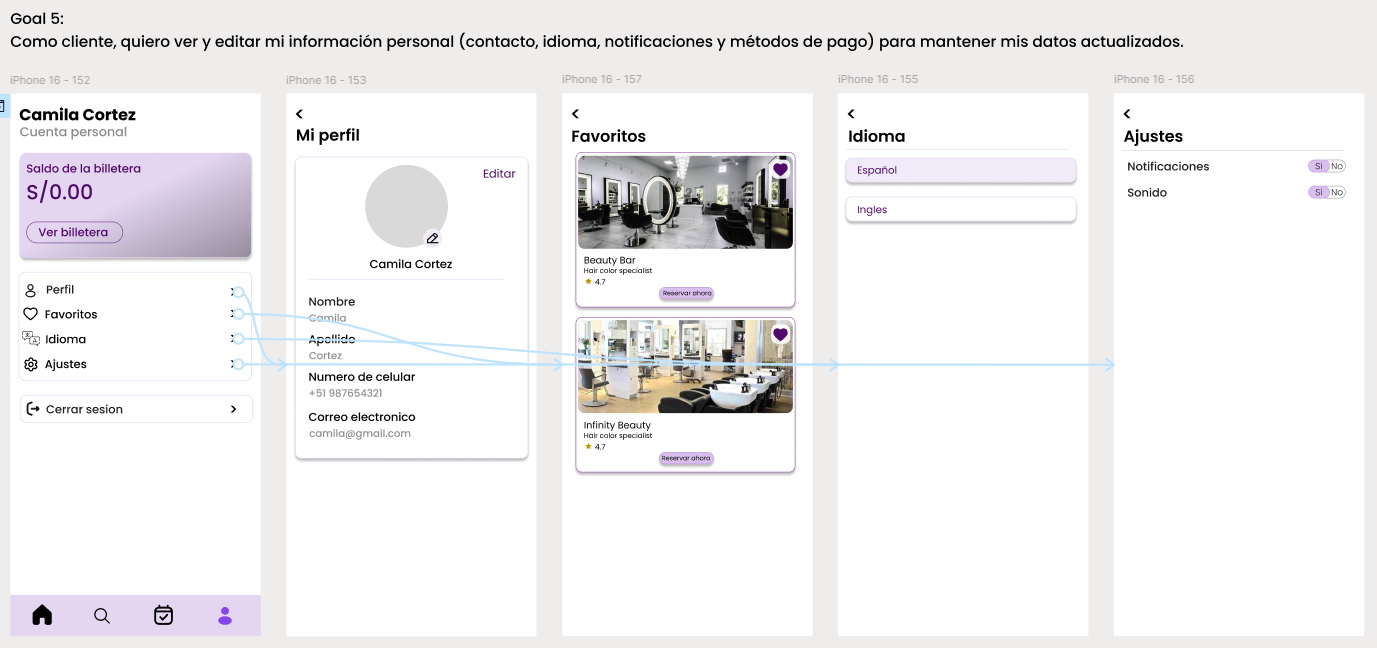 Goal 5:
Como cliente, quiero ver y editar mi información personal (contacto, idioma, notificaciones y métodos de pago) para mantener mis datos actualizados.
iPhone 16 - 152
Camila Cortez
Cuenta personal
Saldo de la billetera
S/0.00
Ver billetera
Perfil
Favoritos
Idioma
Ajustes
Cerrar sesion
iPhone 16 - 153
Mi perfil
Editar
Camila Cortez
Nombre
Camila
Apellido
Cortez
Numero de celular
+51 987654321
Correo electronico
camila@gmail.com
iPhone 16 - 157
Favoritos
Beauty Bar
Hair color specialist
4.7
Reservar ahora
Infinity Beauty
Hair color specialist
4.7
Reservar ahora
iPhone 16 - 155
Idioma
Español
Ingles
iPhone 16 - 156
Ajustes
Notificaciones Si No
Sonido Si No